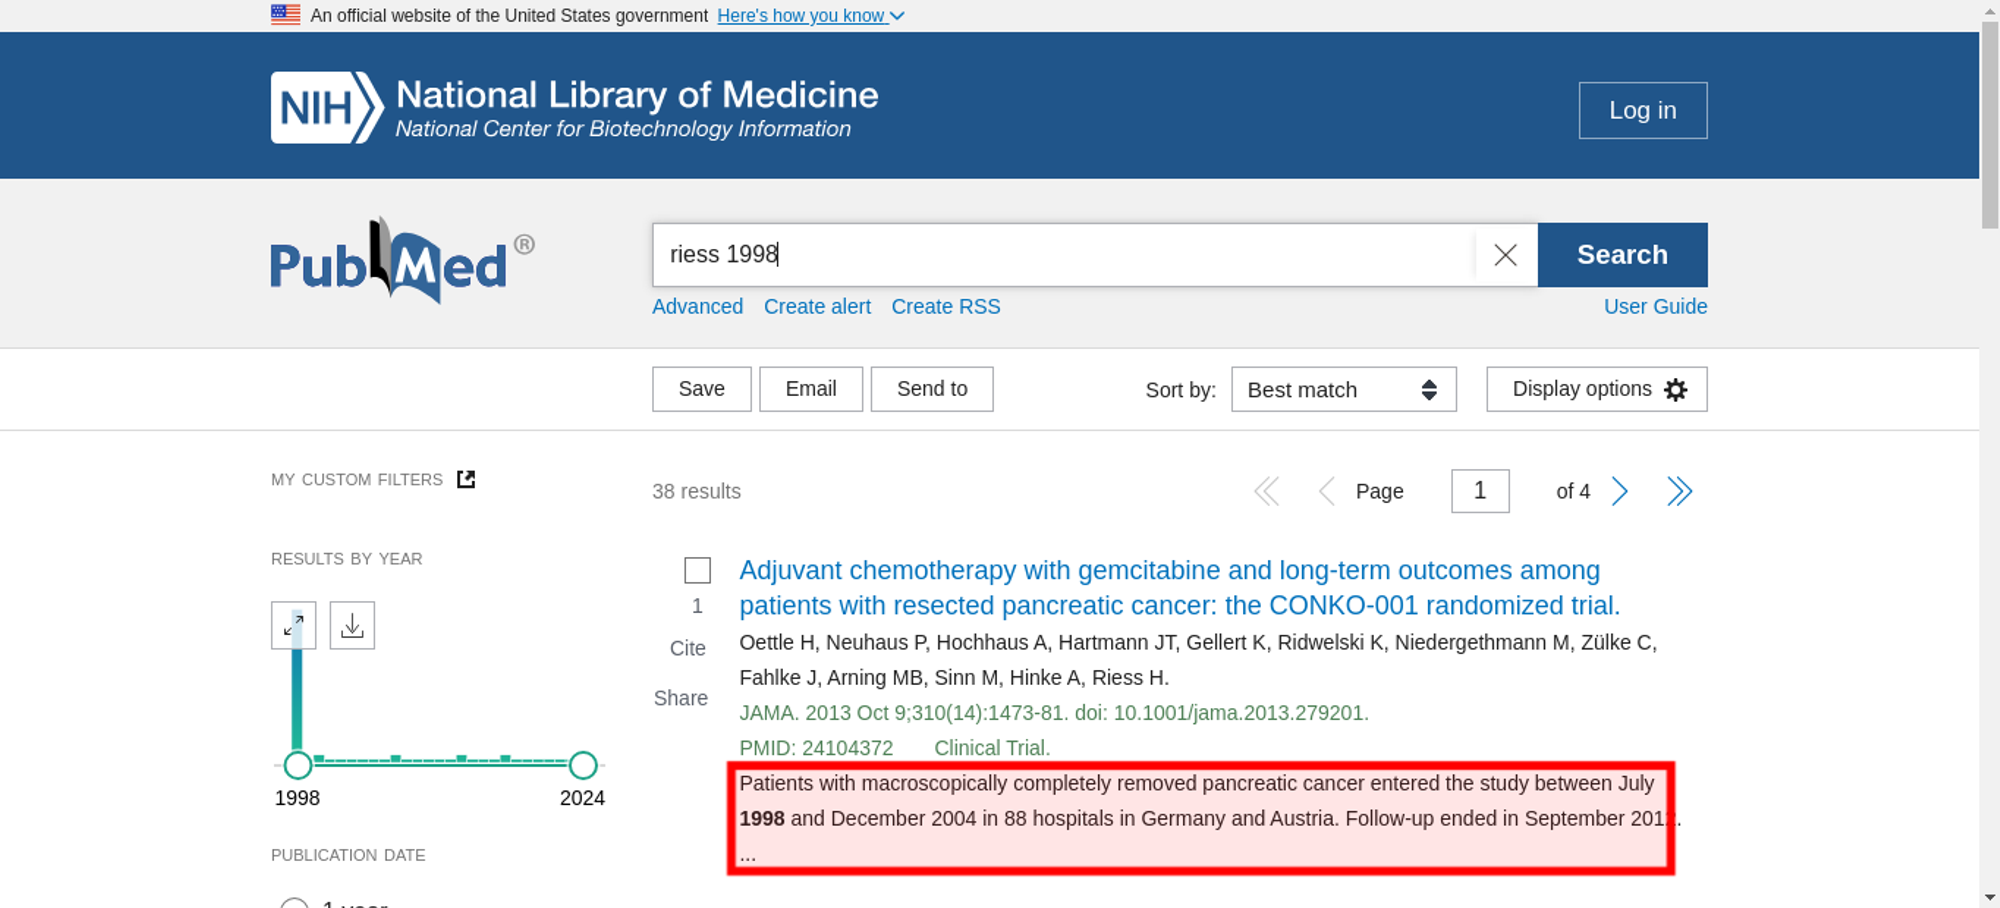 An official website of the United States government Here's how you know
NIH National Library of Medicine
National Center for Biotechnology Information
Log in
PubMed®
riess 1998
Search
Advanced Create alert Create RSS User Guide
Save Email Send to Sort by: Best match Display options
MY CUSTOM FILTERS
38 results Page 1 of 4
RESULTS BY YEAR
1998 2024
PUBLICATION DATE
1 year
Adjuvant chemotherapy with gemcitabine and long-term outcomes among
patients with resected pancreatic cancer: the CONKO-001 randomized trial.
1
Cite
Share
Oettle H, Neuhaus P, Hochhaus A, Hartmann JT, Gellert K, Ridwelski K, Niedergethmann M, Zülke C,
Fahlke J, Arning MB, Sinn M, Hinke A, Riess H.
JAMA. 2013 Oct 9;310(14):1473-81. doi: 10.1001/jama.2013.279201.
PMID: 24104372 Clinical Trial.
Patients with macroscopically completely removed pancreatic cancer entered the study between July
1998 and December 2004 in 88 hospitals in Germany and Austria. Follow-up ended in September 2012.
...